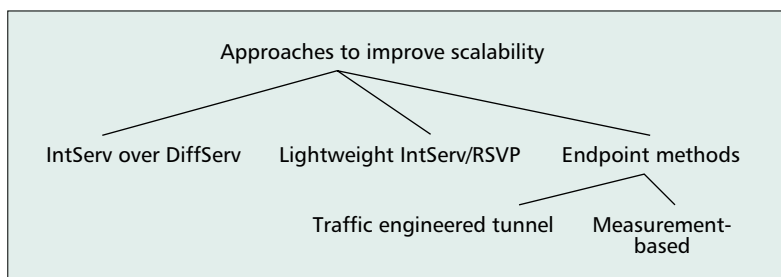 Approaches to improve scalability
IntServ over DiffServ
Lightweight IntServ/RSVP
Endpoint methods
Traffic engineered tunnel
Measurement-
based